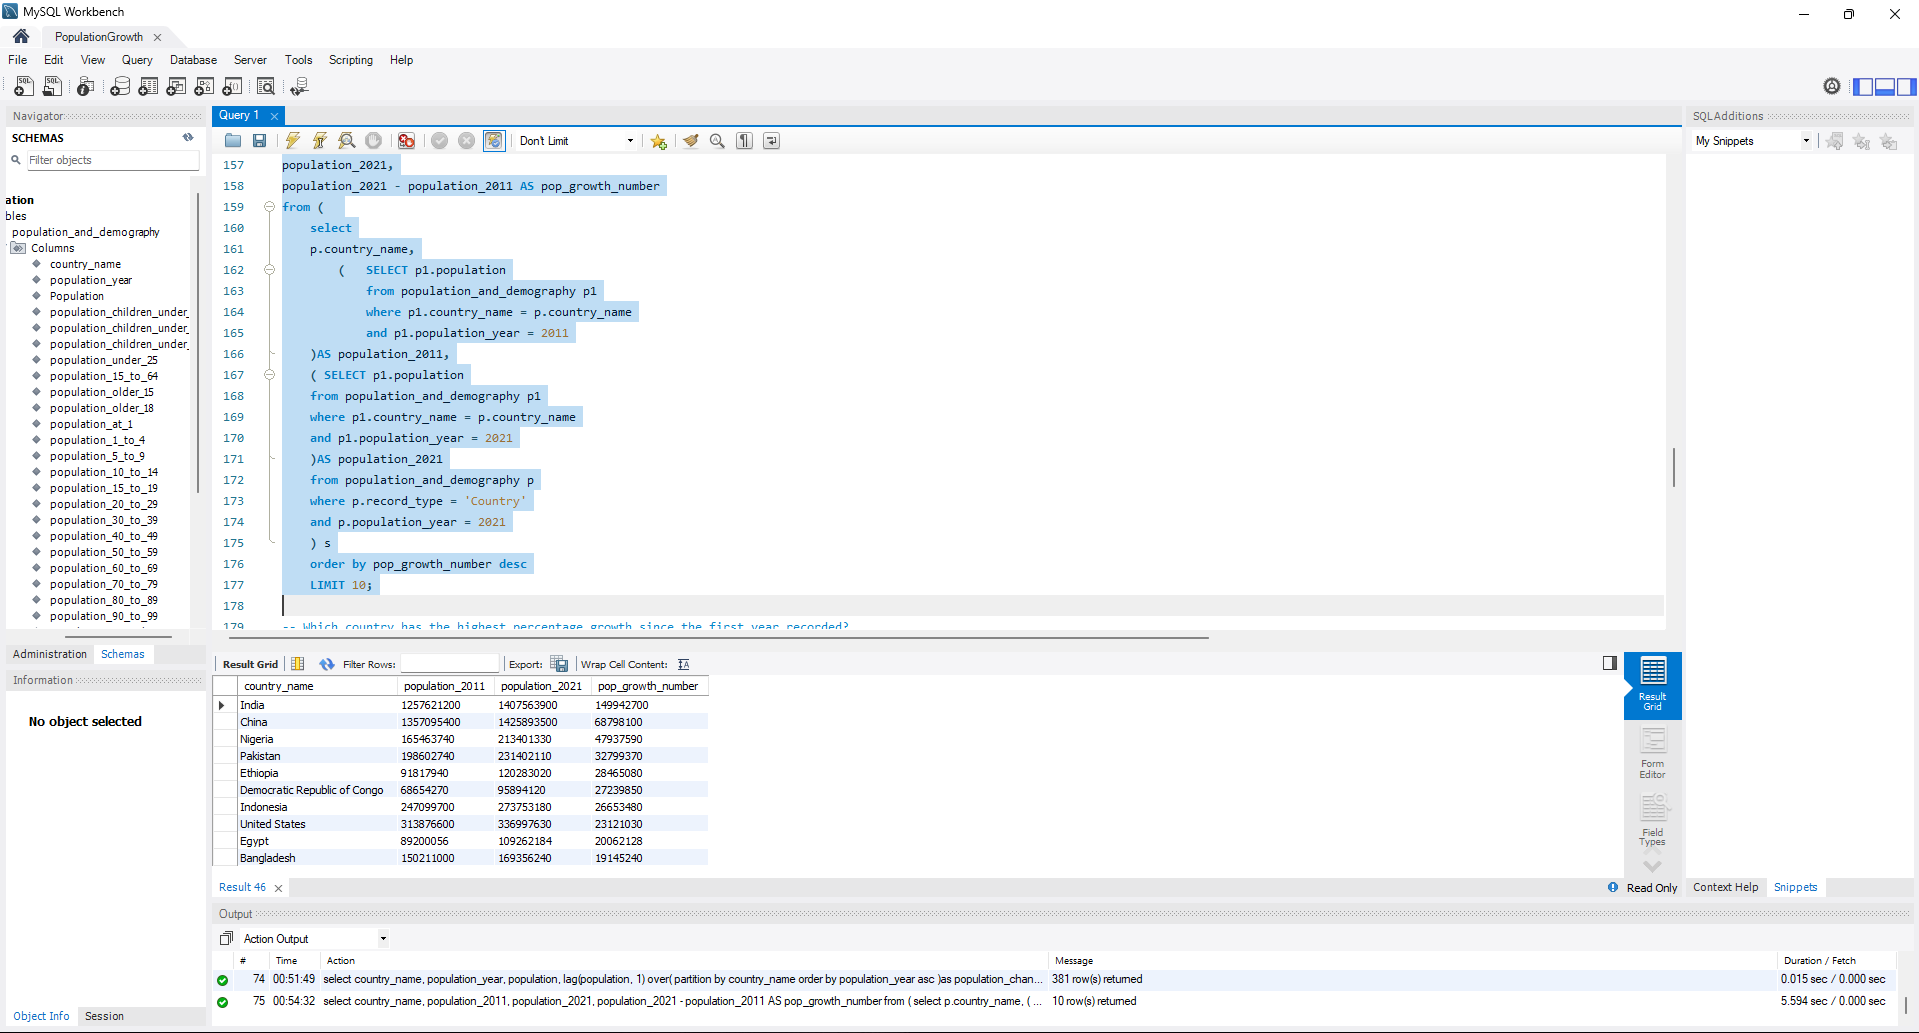 MySQL Workbench
PopulationGrowth
File Edit View Query Database Server Tools Scripting Help
Navigator
SCHEMAS
Filter objects
ation
bles
population_and_demography
Columns
country_name
population_year
Population
population_children_under_
population_children_under_
population_children_under_
population_under_25
population_15_to_64
population_older_15
population_older_18
population_at_1
population_1_to_4
population_5_to_9
population_10_to_14
population_15_to_19
population_20_to_29
population_30_to_39
population_40_to_49
population_50_to_59
population_60_to_69
population_70_to_79
population_80_to_89
population_90_to_99
Administration Schemas
Information
No object selected
Object Info Session
Query 1
Don't Limit
157 population_2021,
158 population_2021 - population_2011 AS pop_growth_number
159 from (
160 select
161 p.country_name,
162 ( SELECT p1.population
163 from population_and_demography p1
164 where p1.country_name = p.country_name
165 and p1.population_year = 2011
166 )AS population_2011,
167 ( SELECT p1.population
168 from population_and_demography p1
169 where p1.country_name = p.country_name
170 and p1.population_year = 2021
171 )AS population_2021
172 from population_and_demography p
173 where p.record_type = 'Country'
174 and p.population_year = 2021
175 ) s
176 order by pop_growth_number desc
177 LIMIT 10;
178
179 -- Which country has the highest percentage growth since the first year recorded?
Result Grid Filter Rows: Export: Wrap Cell Content:
country_name population_2011 population_2021 pop_growth_number
India 1257621200 1407563900 149942700
China 1357095400 1425893500 68798100
Nigeria 165463740 213401330 47937590
Pakistan 198602740 231402110 32799370
Ethiopia 91817940 120283020 28465080
Democratic Republic of Congo 68654270 95894120 27239850
Indonesia 247099700 273753180 26653480
United States 313876600 336997630 23121030
Egypt 89200056 109262184 20062128
Bangladesh 150211000 169356240 19145240
Result Grid
Form Editor
Field Types
Result 46
Read Only
Output
Action Output
# Time Action Message Duration / Fetch
74 00:51:49 select country_name, population_year, population, lag(population, 1) over( partition by country_name order by population_year asc )as population_chan... 381 row(s) returned 0.015 sec / 0.000 sec
75 00:54:32 select country_name, population_2011, population_2021, population_2021 - population_2011 AS pop_growth_number from ( select p.country_name, ( ... 10 row(s) returned 5.594 sec / 0.000 sec
SQLAdditions
My Snippets
Context Help Snippets